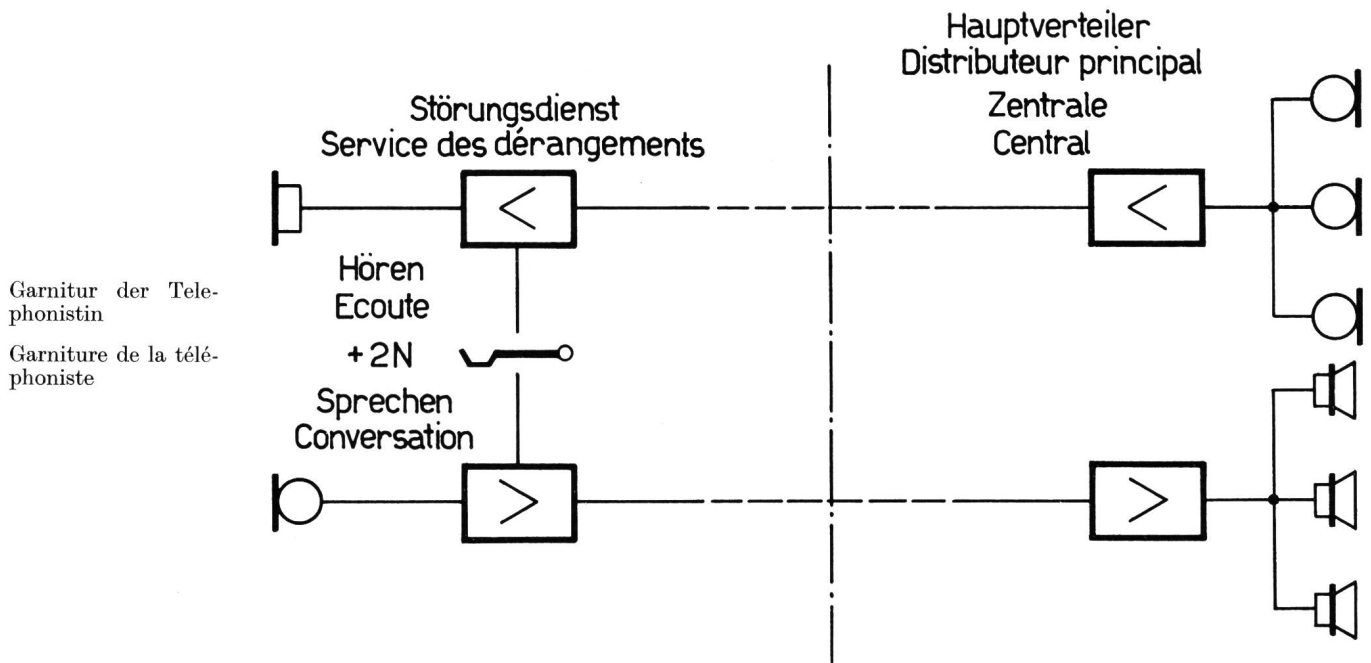 Hauptverteiler
Distributeur principal
Zentrale
Central
Störungsdienst
Service des dérangements
Hören
Ecoute
+2N
Sprechen
Conversation
Garnitur der Tele-
phonistin
Garniture de la télé-
phoniste